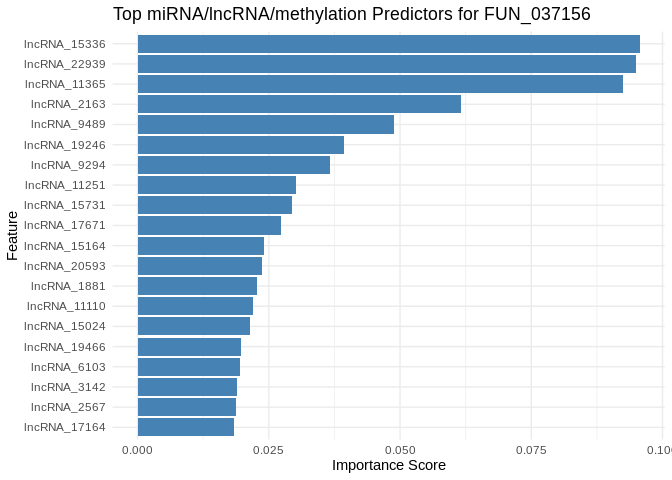 Top miRNA/lncRNA/methylation Predictors for FUN_037156
lncRNA_15336
lncRNA_22939
lncRNA_11365
lncRNA_2163
lncRNA_9489
lncRNA_19246
lncRNA_9294
lncRNA_11251
lncRNA_15731
lncRNA_17671
lncRNA_15164
lncRNA_20593
lncRNA_1881
lncRNA_11110
lncRNA_15024
lncRNA_19466
lncRNA_6103
lncRNA_3142
lncRNA_2567
lncRNA_17164
Feature
0.000 0.025 0.050 0.075 0.100
Importance Score